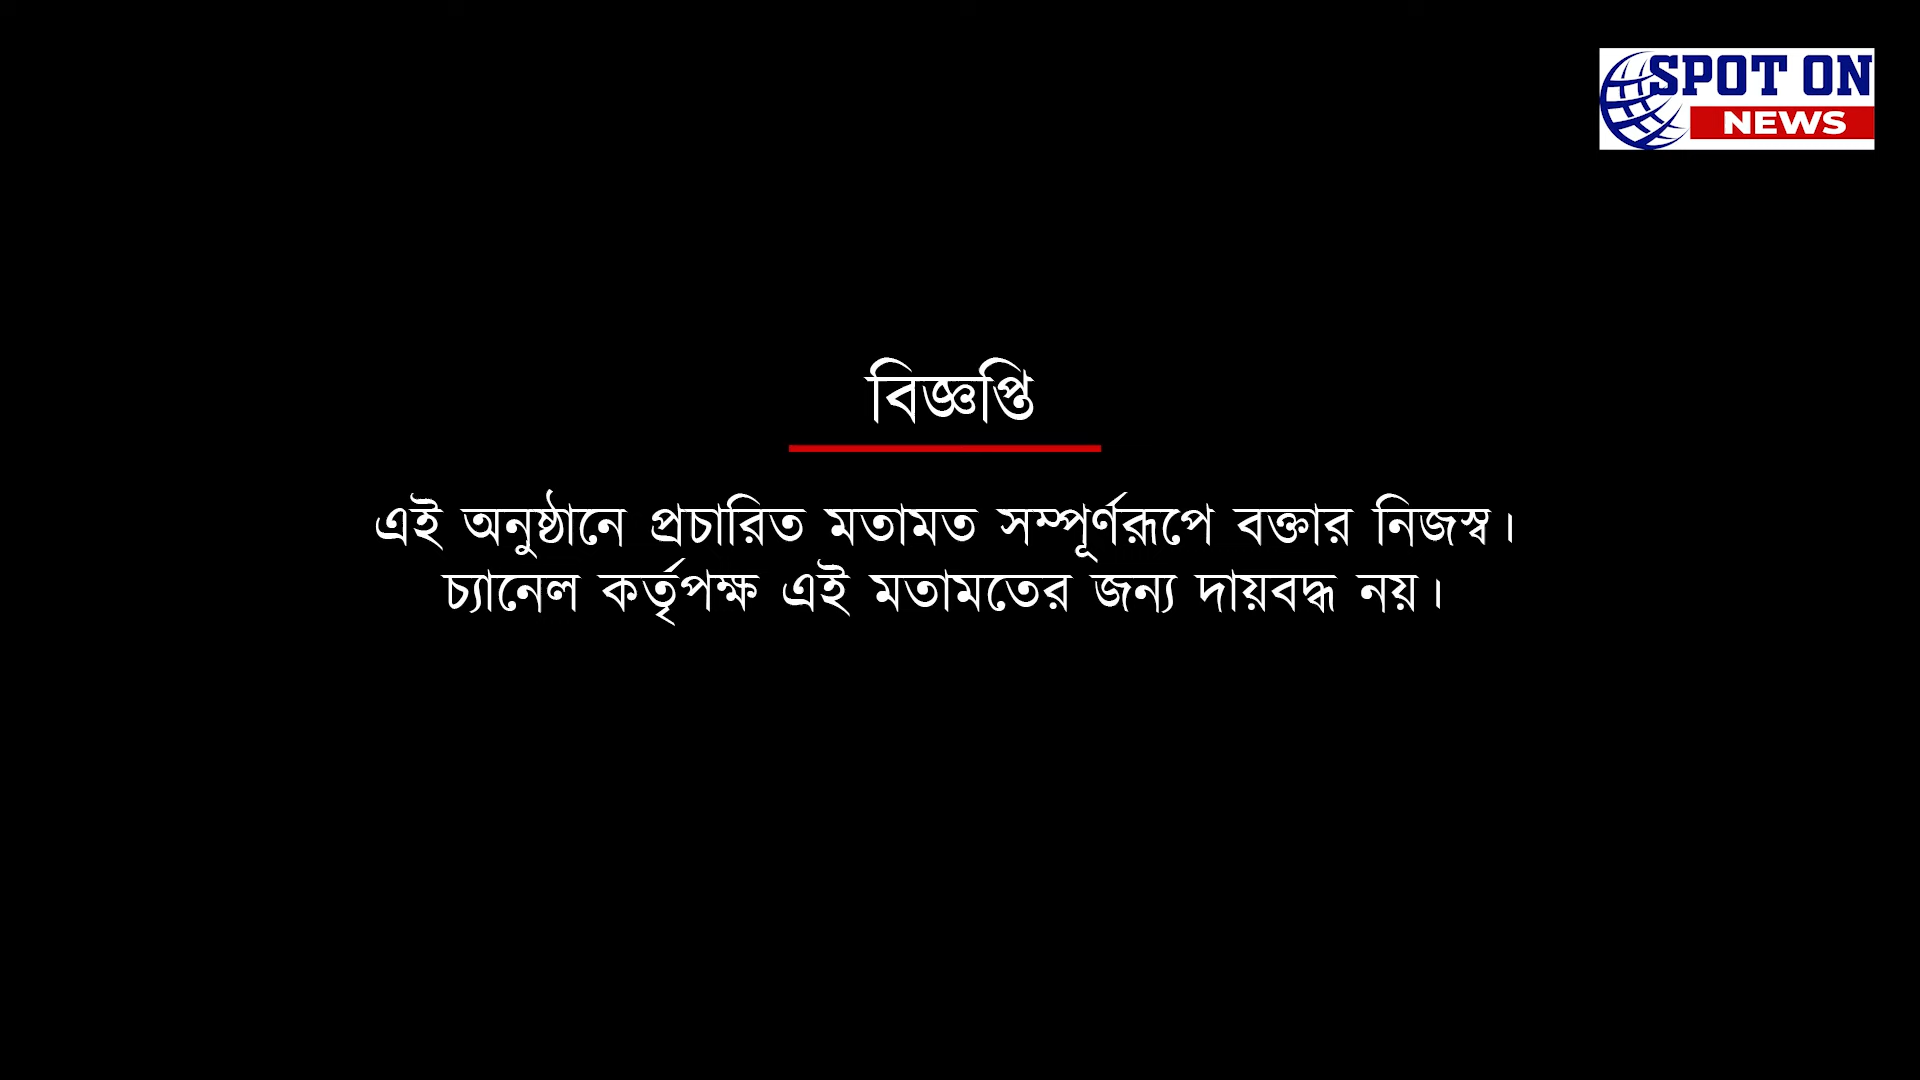 SPOT ON
NEWS
বিজ্ঞপ্তি
এই অনুষ্ঠানে প্রচারিত মতামত সম্পূর্ণরূপে বক্তার নিজস্ব।
চ্যানেল কর্তৃপক্ষ এই মতামতের জন্য দায়বদ্ধ নয়।